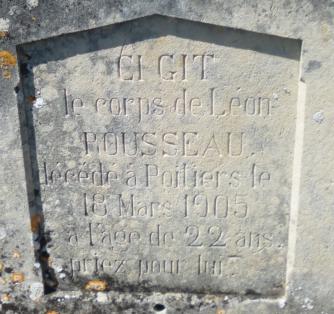 CI GIT
le corps de Léon
ROUSSEAU,
décédé à Poitiers le
18 Mars 1905
à l'âge de 22 ans.
priez pour lui